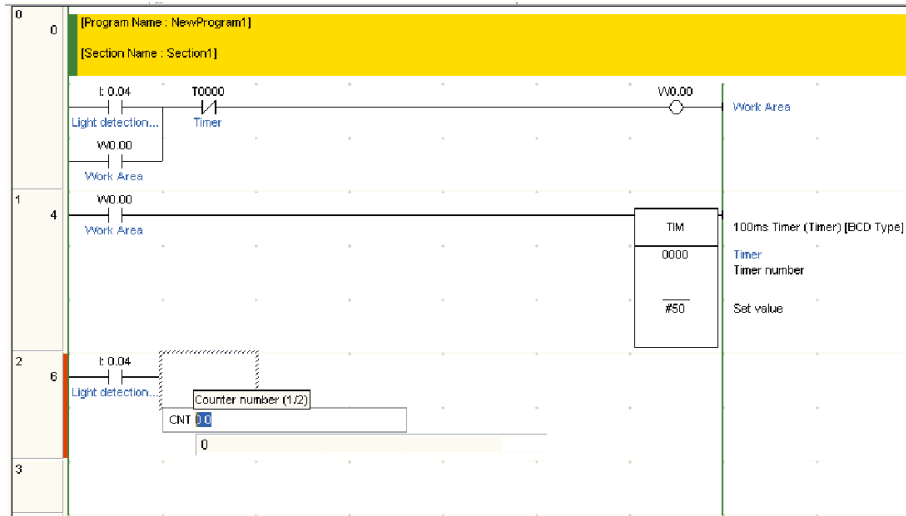 0
0
[Program Name : NewProgram1]
[Section Name : Section1]
I: 0.04 T0000 W0.00
Work Area
Light detection... Timer
W0.00
Work Area
1
4
W0.00
Work Area
TIM 100ms Timer (Timer) [BCD Type]
0000 Timer
Timer number
#50 Set value
2
6
I: 0.04
Light detection...
Counter number (1/2)
CNT 0 0
0
3